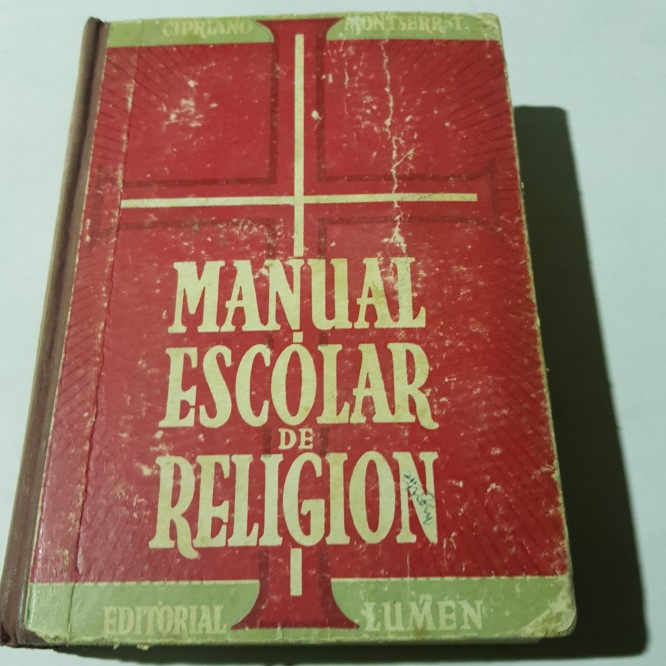 CIPRIANO MONTSERRAT
MANUAL
ESCOLAR
DE
RELIGION
EDITORIAL LUMEN